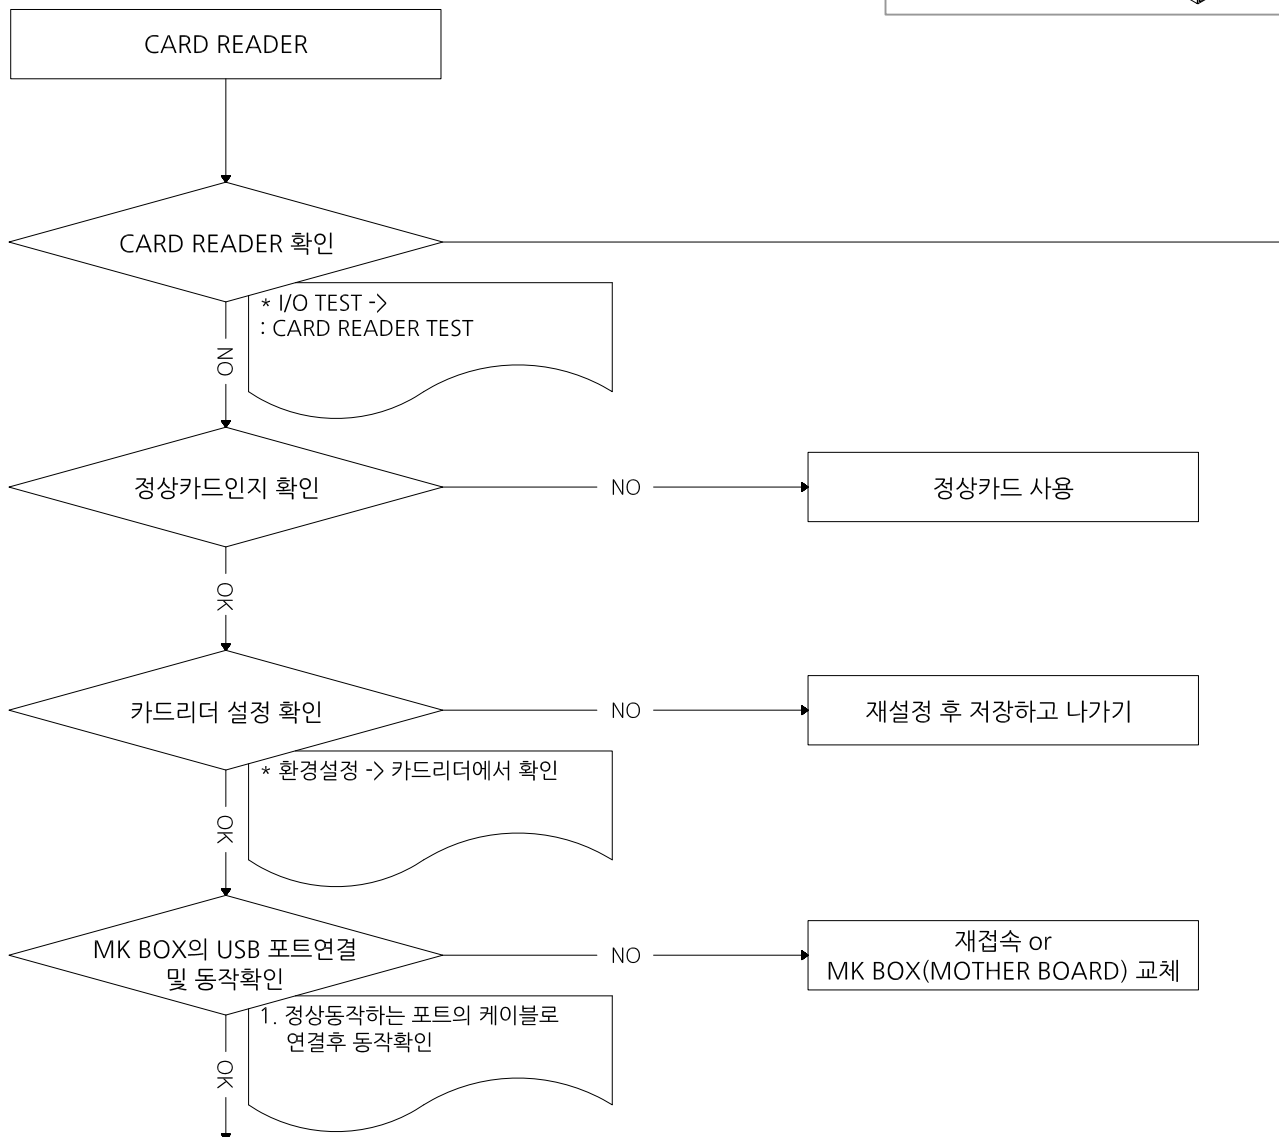 CARD READER
CARD READER 확인
* I/O TEST ->
: CARD READER TEST
NO
정상카드인지 확인
NO
정상카드 사용
OK
카드리더 설정 확인
NO
재설정 후 저장하고 나가기
* 환경설정 -> 카드리더에서 확인
OK
MK BOX의 USB 포트연결
및 동작확인
NO
재접속 or
MK BOX(MOTHER BOARD) 교체
1. 정상동작하는 포트의 케이블로
연결후 동작확인
OK